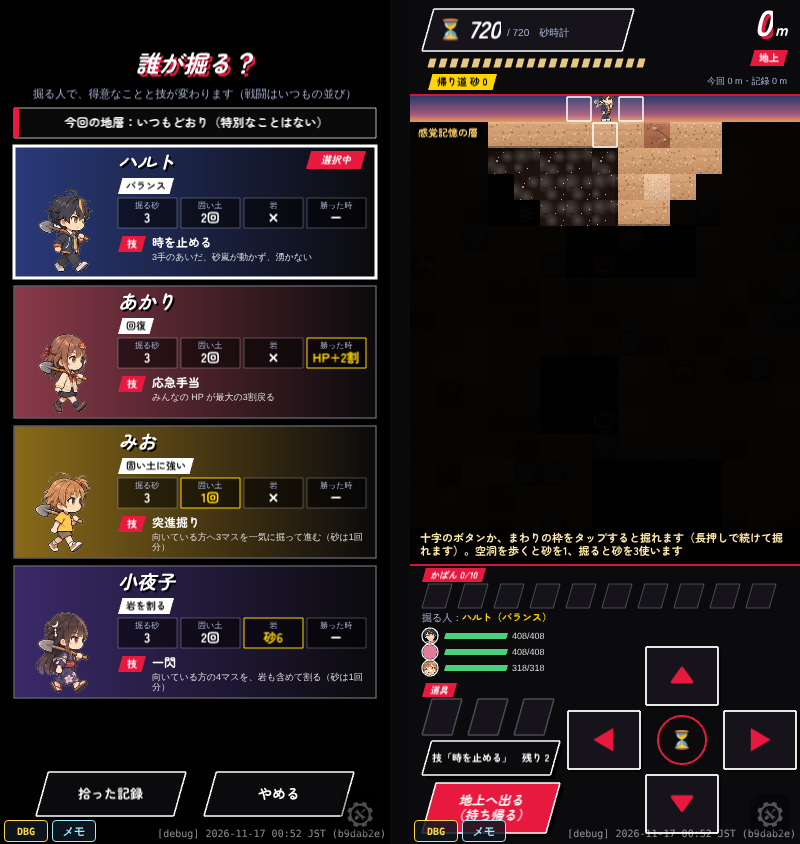 誰が掘る？
掘る人で、得意なことと技が変わります（戦闘はいつもの並び）
今回の地層：いつもどおり（特別なことはない）
ハルト
選択中
バランス
掘る砂 固い土 岩 勝った時
3 2回 × ー
技 時を止める
3手のあいだ、砂嵐が動かず、湧かない
あかり
回復
掘る砂 固い土 岩 勝った時
3 2回 × HP＋2割
技 応急手当
みんなの HP が最大の3割戻る
みお
固い土に強い
掘る砂 固い土 岩 勝った時
3 1回 × ー
技 突進掘り
向いている方へ3マスを一気に掘って進む（砂は1回
分）
小夜子
岩を割る
掘る砂 固い土 岩 勝った時
3 2回 砂6 ー
技 一閃
向いている方の4マスを、岩も含めて割る（砂は1回
分）
拾った記録 やめる
DBG メモ
[debug] 2026-11-17 00:52 JST (b9dab2e)
720 / 720 砂時計
0m
地上
帰り道 砂 0
今回 0 m・記録 0 m
感覚記憶の層
十字のボタンか、まわりの枠をタップすると掘れます（長押しで続けて掘
れます）。空洞を歩くと砂を1、掘ると砂を3使います
かばん 0/10
掘る人：ハルト（バランス）
408/408
408/408
318/318
道具
技「時を止める」 残り 2
地上へ出る
（持ち帰る）
DBG メモ
[debug] 2026-11-17 00:52 JST (b9dab2e)